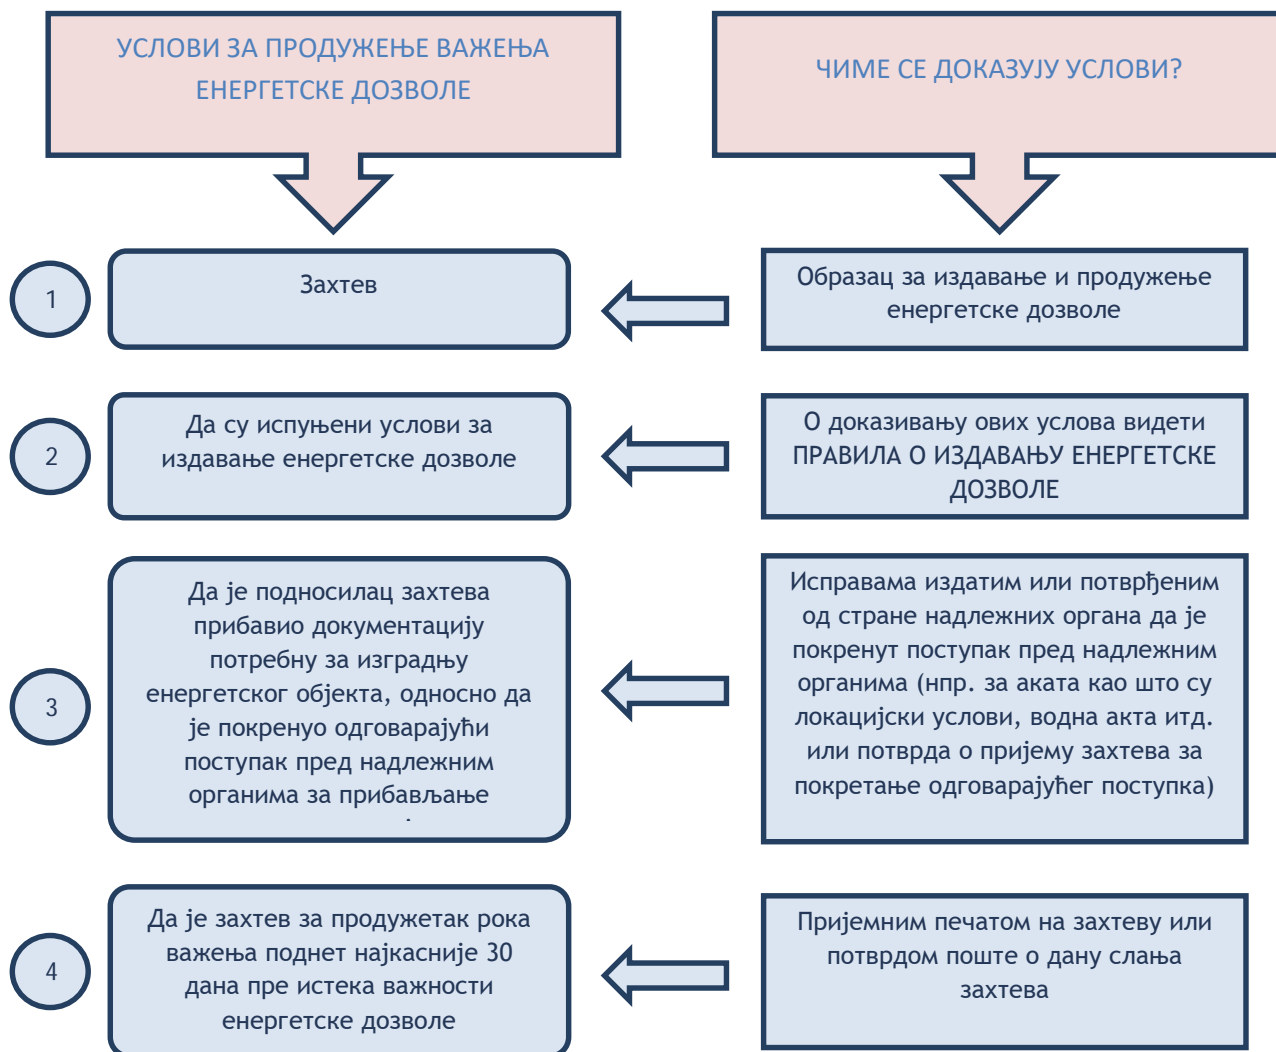 УСЛОВИ ЗА ПРОДУЖЕЊЕ ВАЖЕЊА
ЕНЕРГЕТСКЕ ДОЗВОЛЕ
ЧИМЕ СЕ ДОКАЗУЈУ УСЛОВИ?
1
Захтев
Образац за издавање и продужење
енергетске дозволе
2
Да су испуњени услови за
издавање енергетске дозволе
О доказивању ових услова видети
ПРАВИЛА О ИЗДАВАЊУ ЕНЕРГЕТСКЕ
ДОЗВОЛЕ
3
Да је подносилац захтева
прибавио документацију
потребну за изградњу
енергетског објекта, односно да
је покренуо одговарајући
поступак пред надлежним
органима за прибављање
Исправама издатим или потврђеним
од стране надлежних органа да је
покренут поступак пред надлежним
органима (нпр. за аката као што су
локацијски услови, водна акта итд.
или потврда о пријему захтева за
покретање одговарајућег поступка)
4
Да је захтев за продужетак рока
важења поднет најкасније 30
дана пре истека важности
енергетске дозволе
Пријемним печатом на захтеву или
потврдом поште о дану слања
захтева